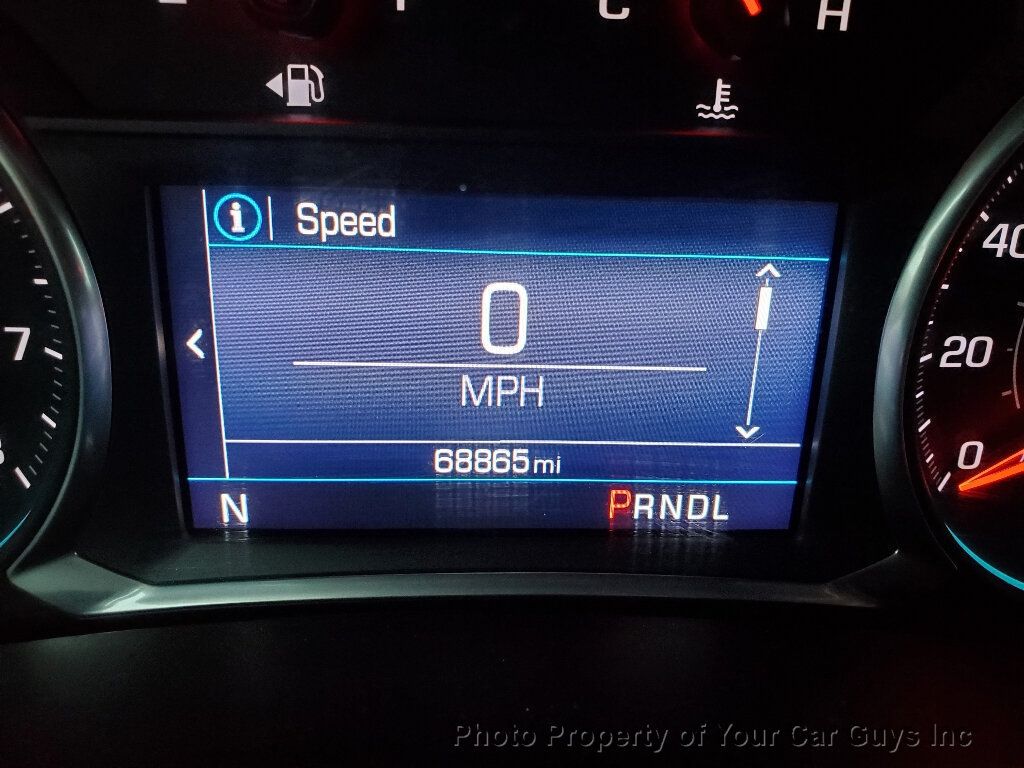 C H
Speed
0
MPH
68865 mi
N PRNDL
7
40
20
0
Photo Property of Your Car Guys Inc